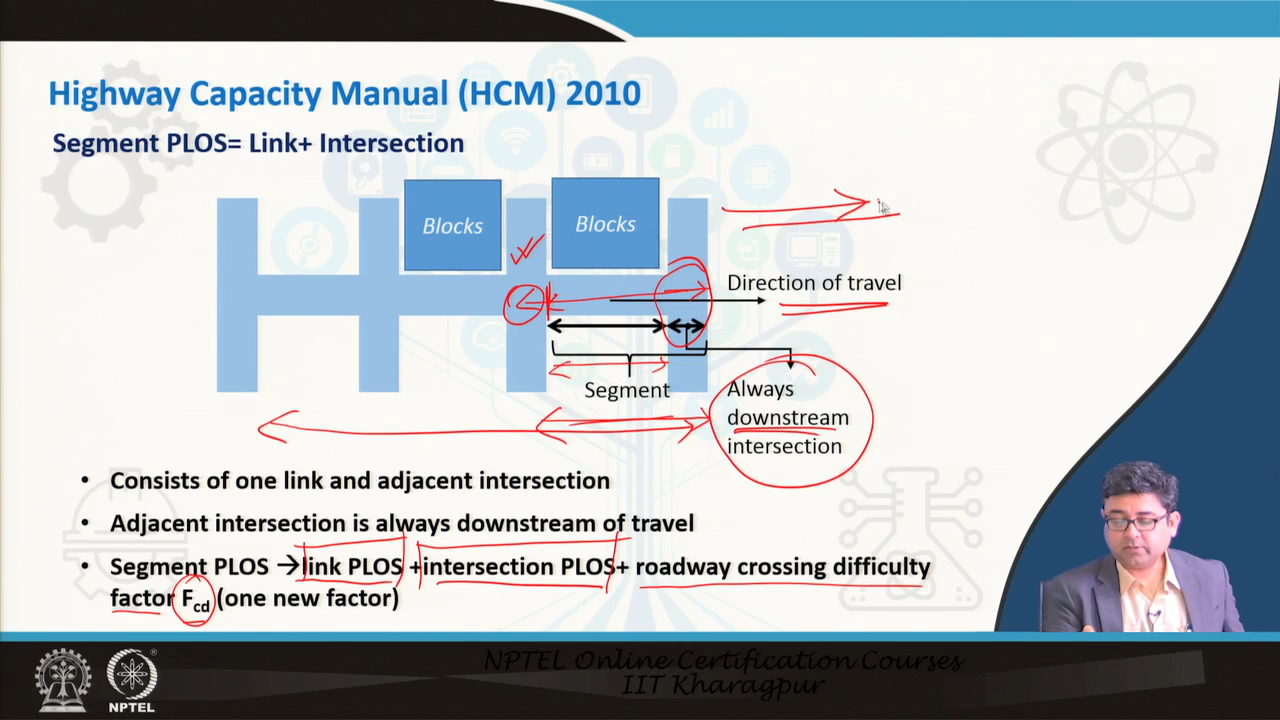 Highway Capacity Manual (HCM) 2010
Segment PLOS= Link+ Intersection
Blocks
Blocks
Direction of travel
Segment
Always
downstream
intersection
• Consists of one link and adjacent intersection
• Adjacent intersection is always downstream of travel
• Segment PLOS →link PLOS +intersection PLOS+ roadway crossing difficulty
factor Fcd (one new factor)
NPTEL Online Certification Courses
IIT Kharagpur
NPTEL